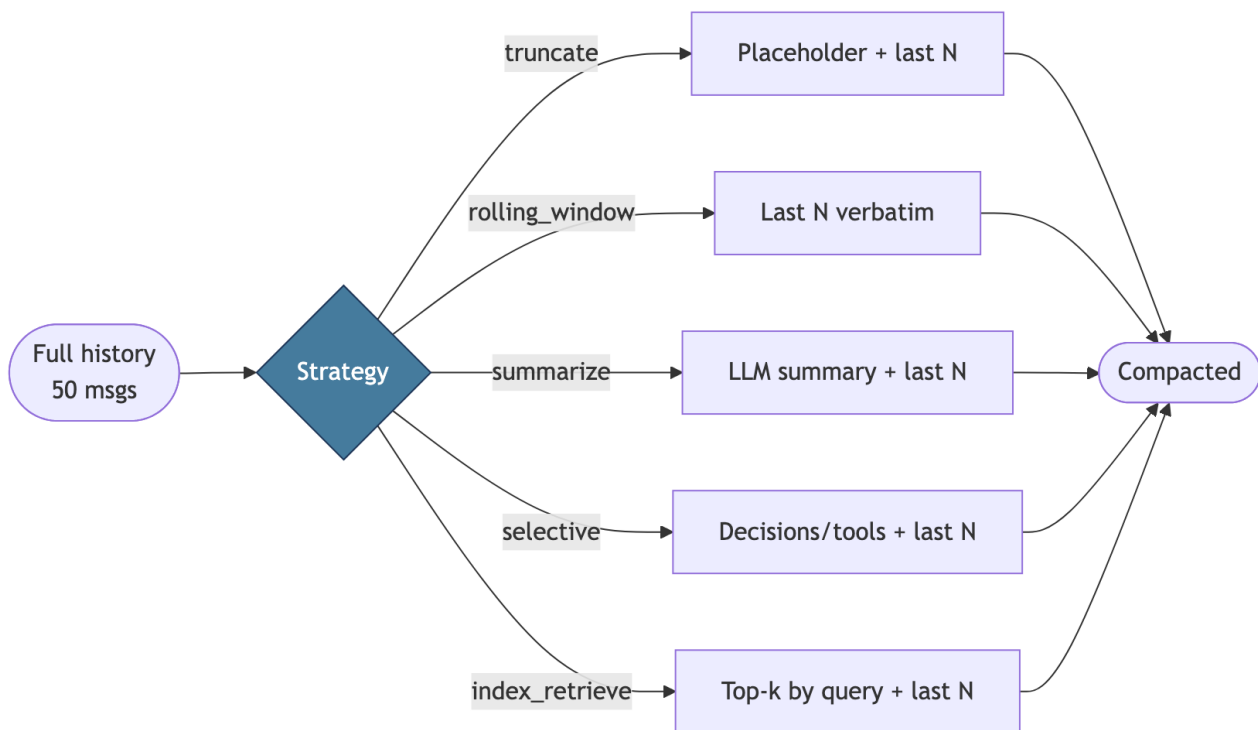 truncate
Placeholder + last N
rolling_window
Last N verbatim
Full history
50 msgs
Strategy
summarize
LLM summary + last N
Compacted
selective
Decisions/tools + last N
index_retrieve
Top-k by query + last N